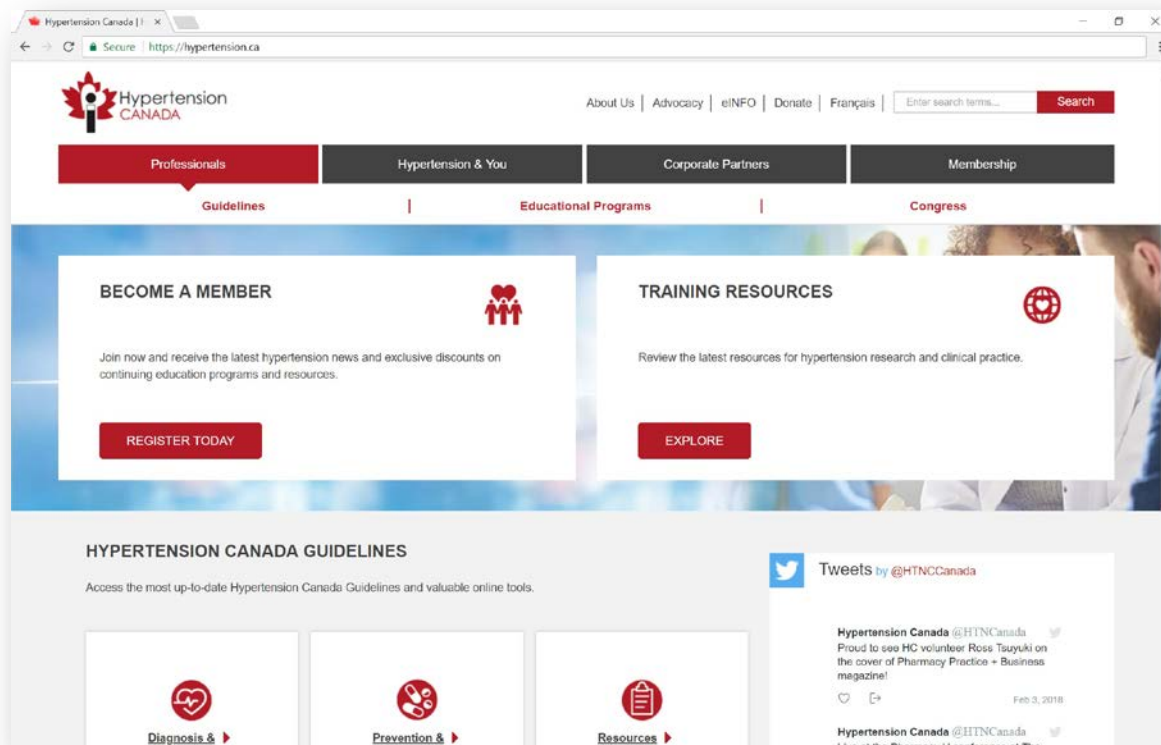 Hypertension Canada | H
Secure https://hypertension.ca
Hypertension
CANADA
About Us | Advocacy | eINFO | Donate | Français |
Enter search terms...
Search
Professionals
Hypertension & You
Corporate Partners
Membership
Guidelines | Educational Programs | Congress
BECOME A MEMBER
Join now and receive the latest hypertension news and exclusive discounts on
continuing education programs and resources.
REGISTER TODAY
TRAINING RESOURCES
Review the latest resources for hypertension research and clinical practice.
EXPLORE
HYPERTENSION CANADA GUIDELINES
Access the most up-to-date Hypertension Canada Guidelines and valuable online tools.
Diagnosis &
Prevention &
Resources
Tweets by @HTNCCanada
Hypertension Canada @HTNCanada
Proud to see HC volunteer Ross Tsuyuki on
the cover of Pharmacy Practice + Business
magazine!
Feb 3, 2018
Hypertension Canada @HTNCanada